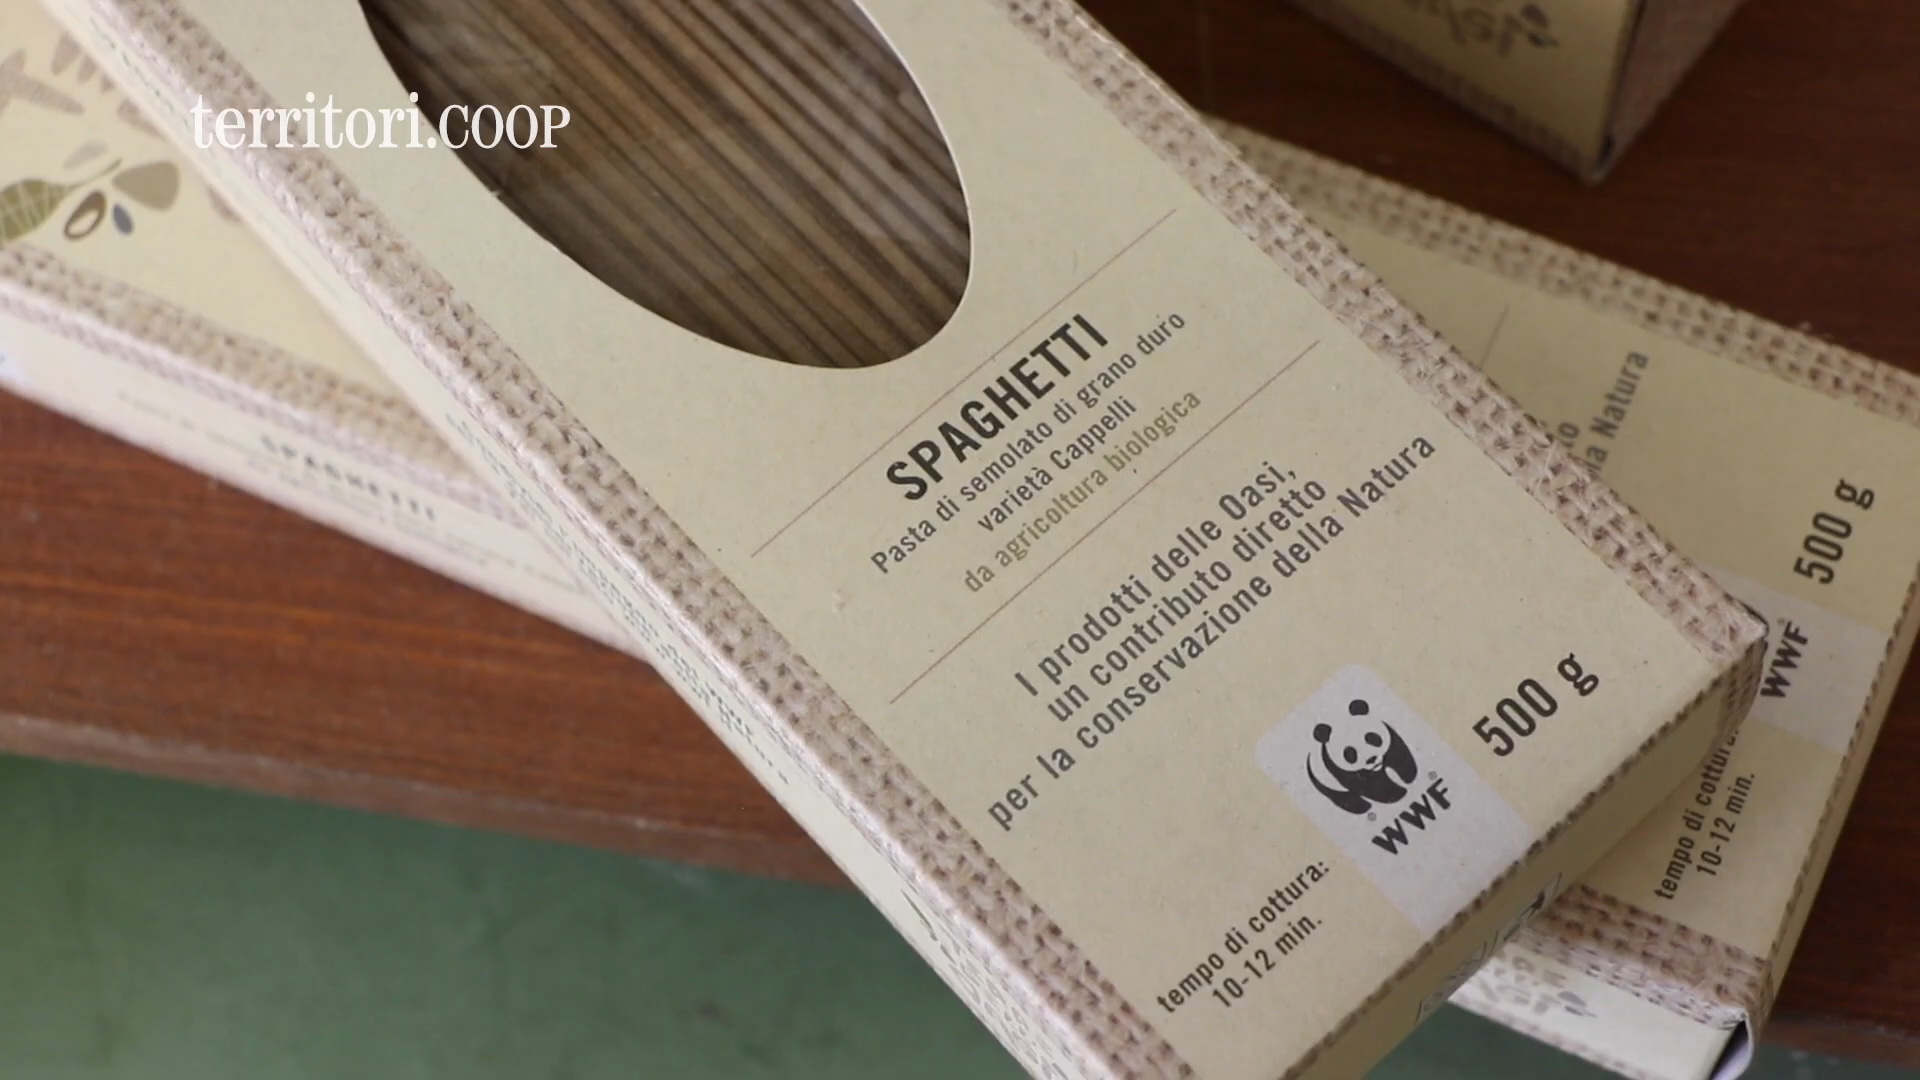 territori.COOP
SPAGHETTI
Pasta di semolato di grano duro
varietà Cappelli
da agricoltura biologica
I prodotti delle Oasi,
un contributo diretto
per la conservazione della Natura
WWF
500 g
tempo di cottura:
10-12 min.
Natura
500 g
WWF
tempo di cottura:
10-12 min.
SPAGHETTI